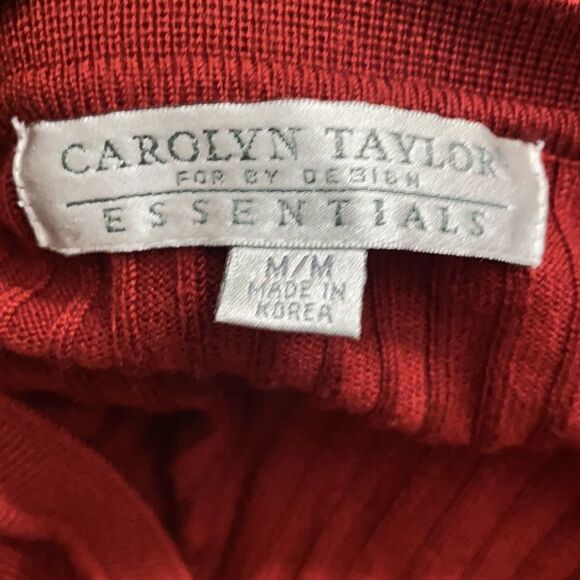 CAROLYN TAYLOR
FOR BY DESIGN
ESSENTIALS
M/M
MADE IN
KOREA